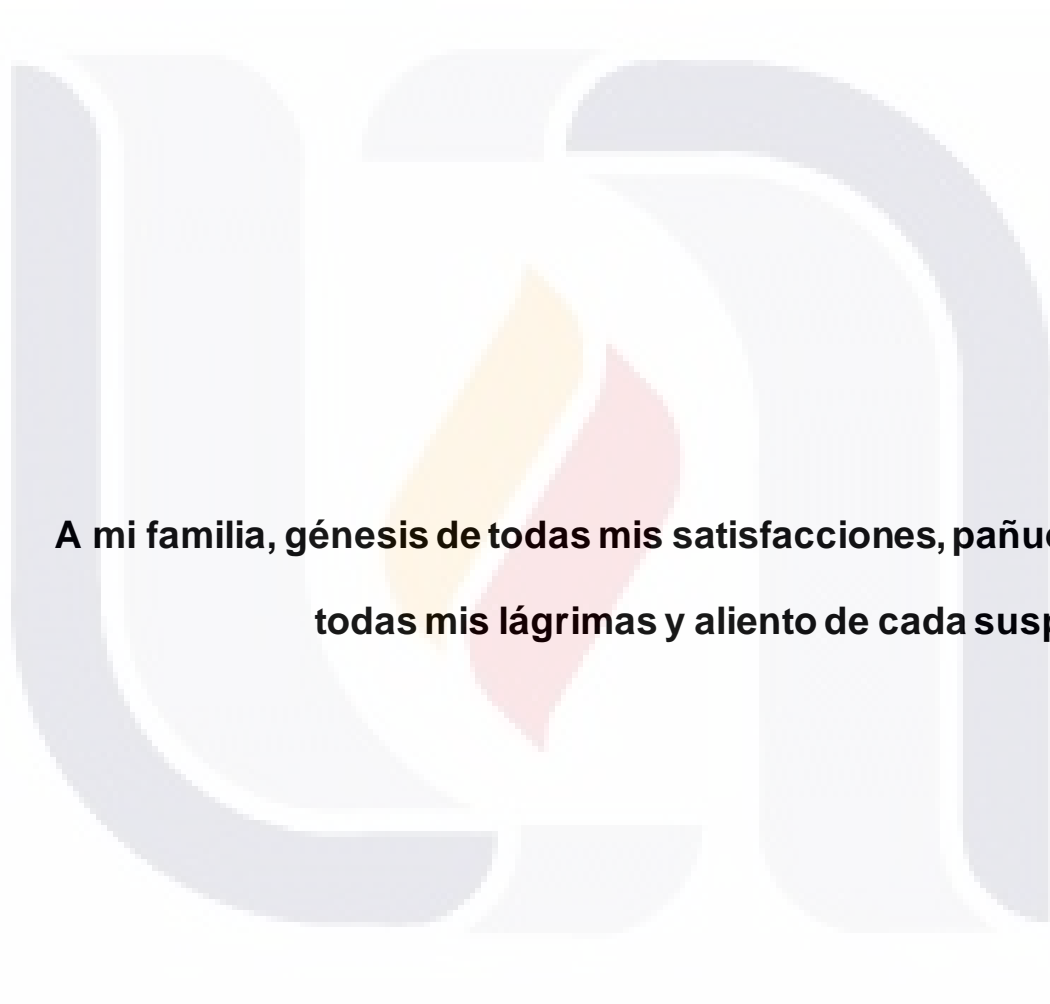 A mi familia, génesis de todas mis satisfacciones,
todas mis lágrimas y aliento de cada